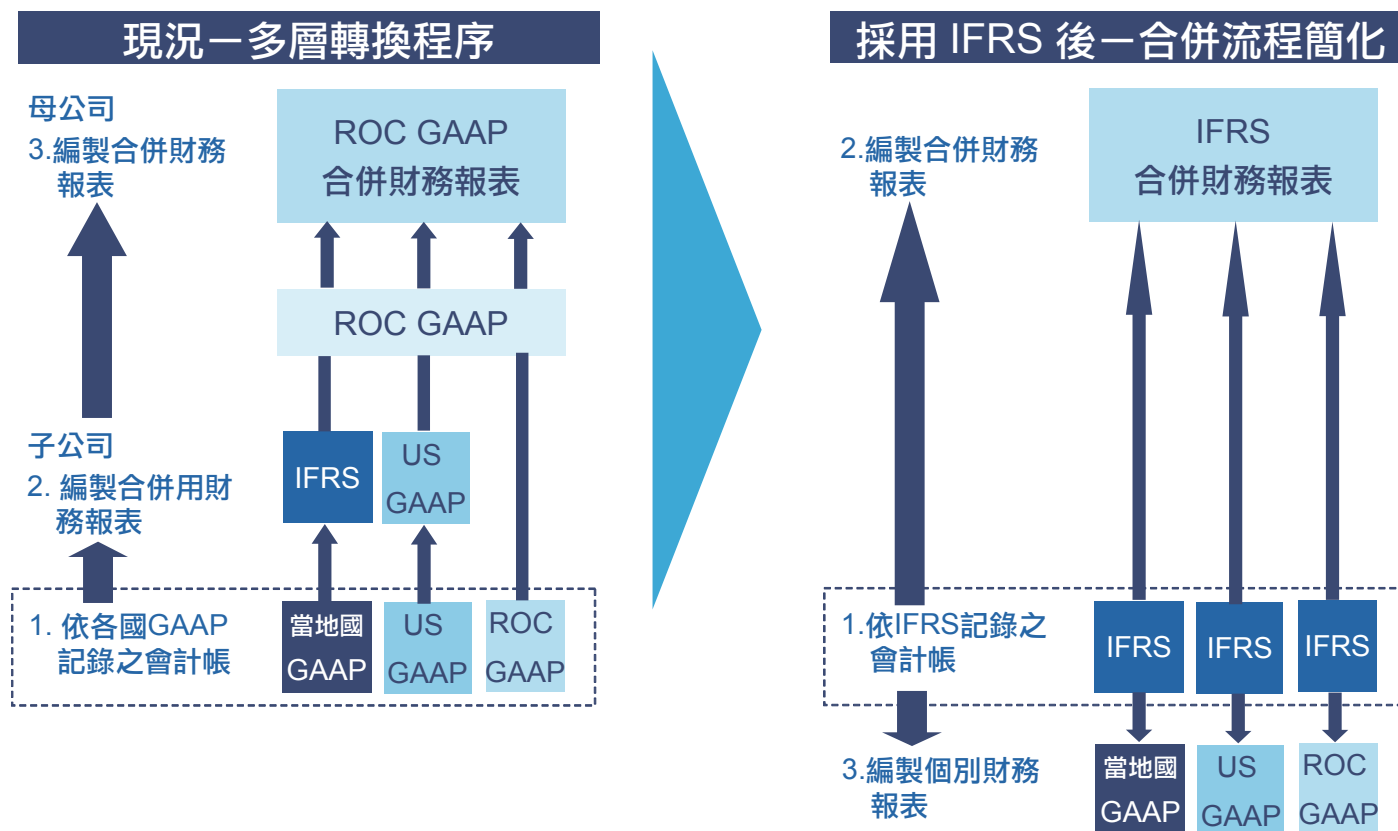 現況－多層轉換程序
母公司
3.編製合併財務
報表
ROC GAAP
合併財務報表
ROC GAAP
子公司
2. 編製合併用財
務報表
IFRS
US
GAAP
1. 依各國GAAP
記錄之會計帳
當地國
GAAP
US
GAAP
ROC
GAAP
採用 IFRS 後－合併流程簡化
2.編製合併財務
報表
IFRS
合併財務報表
1.依IFRS記錄之
會計帳
IFRS
IFRS
IFRS
3.編製個別財務
報表
當地國
GAAP
US
GAAP
ROC
GAAP